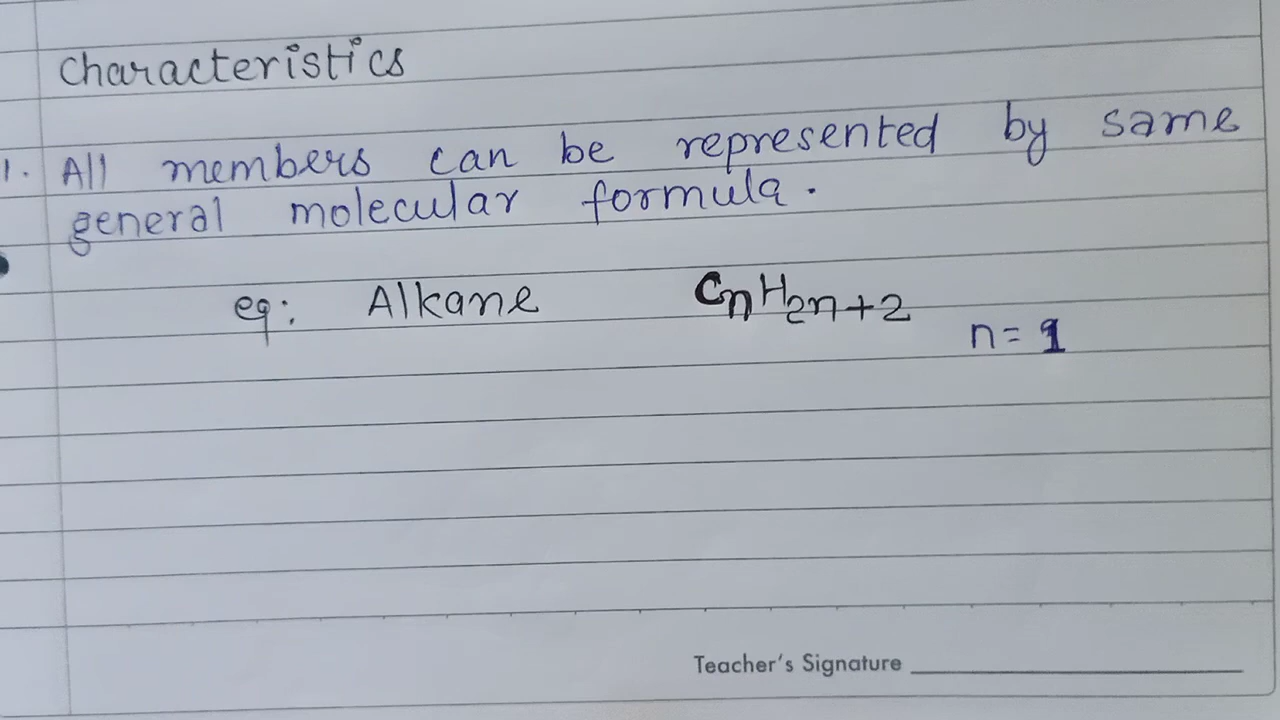 Characteristics
1. All members can be represented by same
general molecular formula.
eg: Alkane CnH2n+2
n= 1
Teacher's Signature